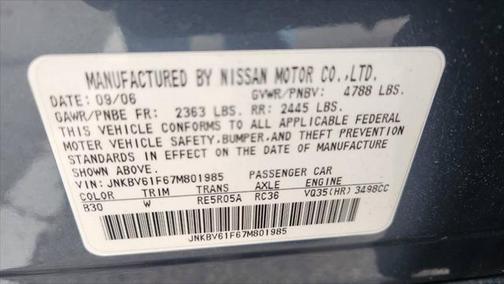 MANUFACTURED BY NISSAN MOTOR CO.,LTD.
DATE: 09/06 GVWR/PNBV: 4788 LBS.
GAWR/PNBE FR: 2363 LBS. RR: 2445 LBS.
THIS VEHICLE CONFORMS TO ALL APPLICABLE FEDERAL
MOTOR VEHICLE SAFETY,BUMPER,AND THEFT PREVENTION
STANDARDS IN EFFECT ON THE DATE OF MANUFACTURE
SHOWN ABOVE.
VIN: JNKBV61F67M801985 PASSENGER CAR
COLOR TRIM TRANS AXLE ENGINE
B30 W RE5R05A RC36 VQ35(HR) 3498CC
JNKBV61F67M801985